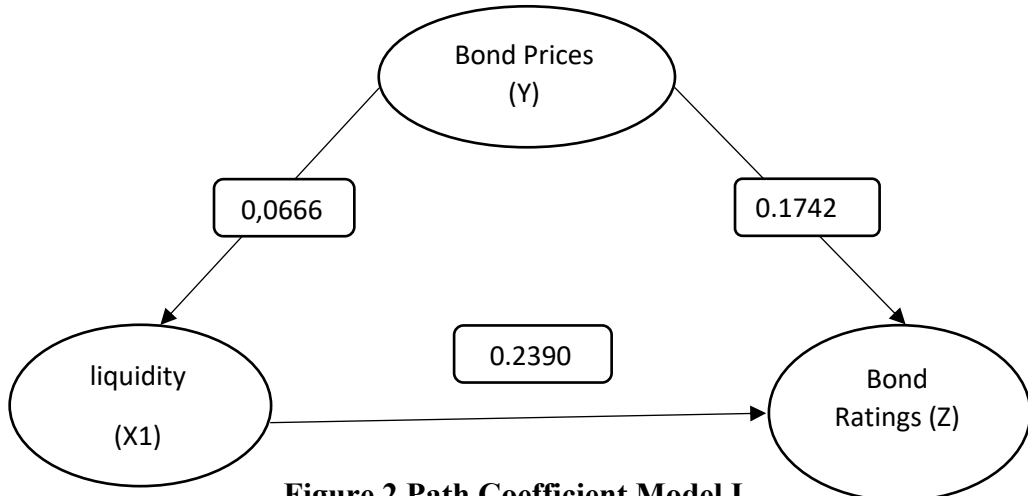 Bond Prices
(Y)
0,0666
0.1742
0.2390
liquidity
(X1)
Bond
Ratings (Z)
Figure 2 Path Coefficient Model I